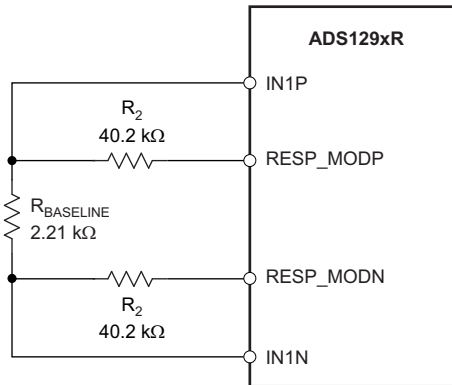 ADS129xR
IN1P
R2
40.2 kΩ
RESP_MODP
RBASELINE
2.21 kΩ
RESP_MODN
R2
40.2 kΩ
IN1N